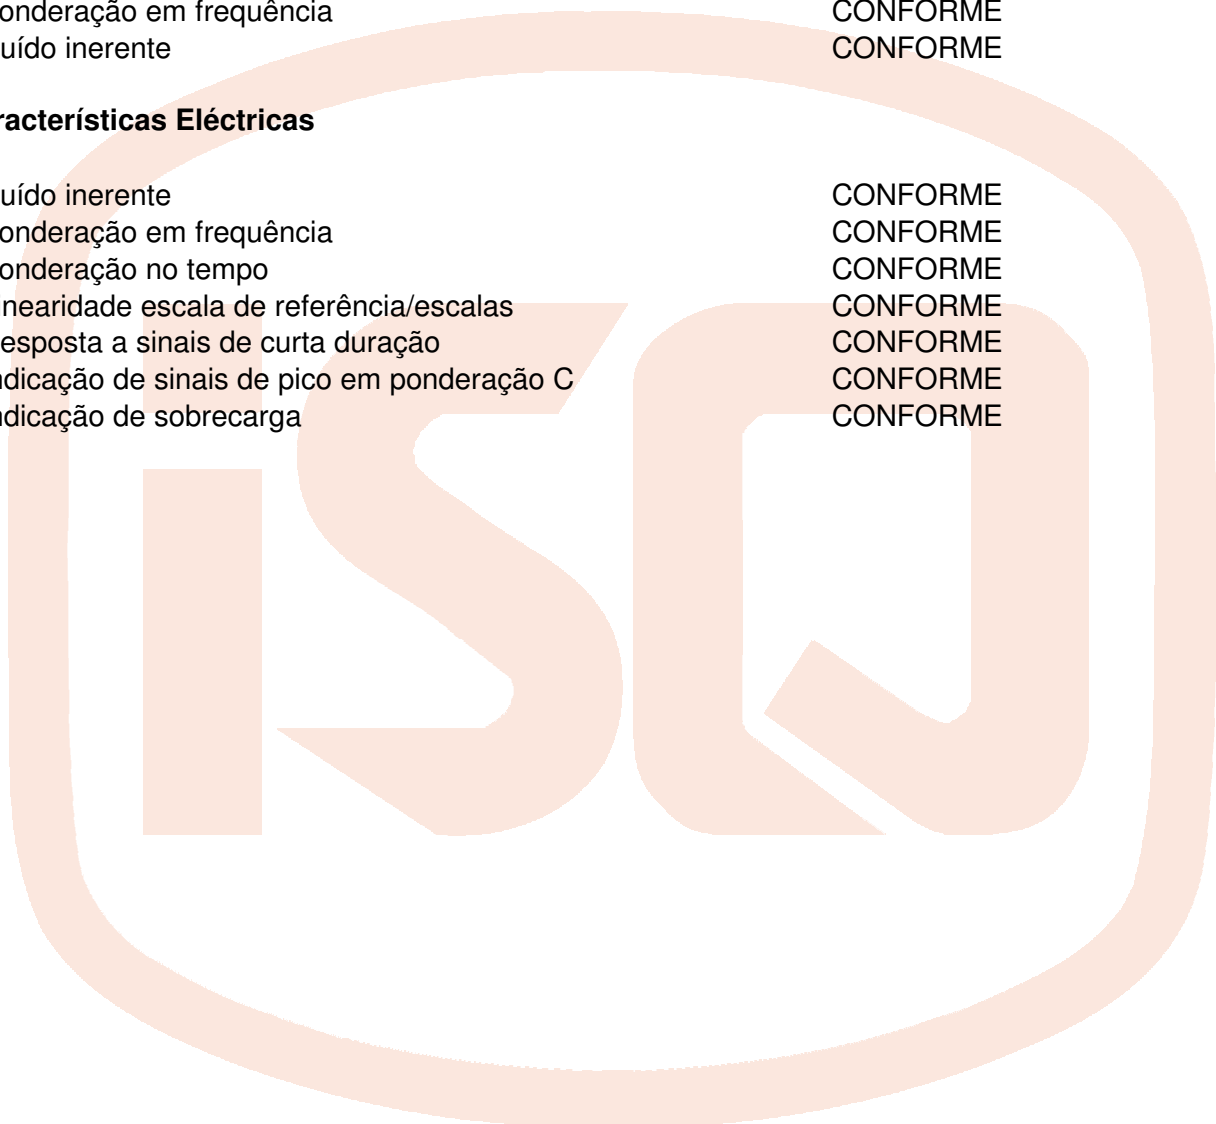 onderação em frequência CONFORME
uído inerente CONFORME
racterísticas Eléctricas
uído inerente CONFORME
onderação em frequência CONFORME
onderação no tempo CONFORME
nearidade escala de referência/escalas CONFORME
esposta a sinais de curta duração CONFORME
ndicação de sinais de pico em ponderação C CONFORME
ndicação de sobrecarga CONFORME
iSQ